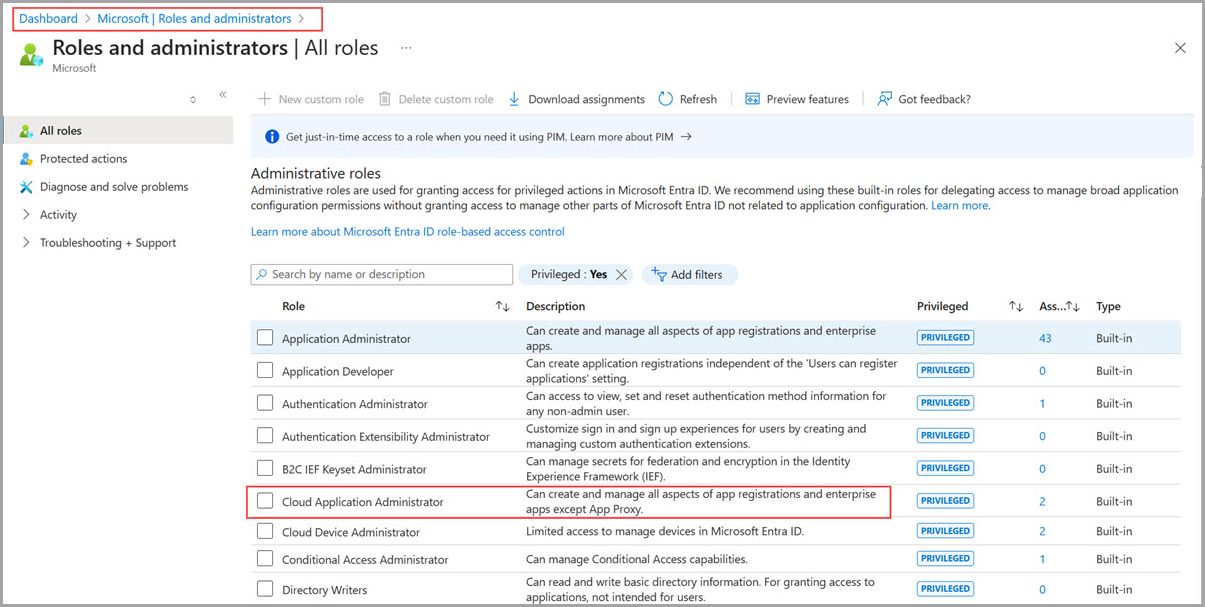 Dashboard > Microsoft | Roles and administrators >
Roles and administrators | All roles ...
Microsoft
New custom role Delete custom role Download assignments Refresh Preview features Got feedback?
All roles
Protected actions
Diagnose and solve problems
Activity
Troubleshooting + Support
Get just-in-time access to a role when you need it using PIM. Learn more about PIM →
Administrative roles
Administrative roles are used for granting access for privileged actions in Microsoft Entra ID. We recommend using these built-in roles for delegating access to manage broad application
configuration permissions without granting access to manage other parts of Microsoft Entra ID not related to application configuration. Learn more.
Learn more about Microsoft Entra ID role-based access control
Search by name or description Privileged : Yes Add filters
Role Description Privileged Ass... Type
Application Administrator Can create and manage all aspects of app registrations and enterprise
apps. PRIVILEGED 43 Built-in
Application Developer Can create application registrations independent of the 'Users can register
applications' setting. PRIVILEGED 0 Built-in
Authentication Administrator Can access to view, set and reset authentication method information for
any non-admin user. PRIVILEGED 1 Built-in
Authentication Extensibility Administrator Customize sign in and sign up experiences for users by creating and
managing custom authentication extensions. PRIVILEGED 0 Built-in
B2C IEF Keyset Administrator Can manage secrets for federation and encryption in the Identity
Experience Framework (IEF). PRIVILEGED 0 Built-in
Cloud Application Administrator Can create and manage all aspects of app registrations and enterprise
apps except App Proxy. PRIVILEGED 2 Built-in
Cloud Device Administrator Limited access to manage devices in Microsoft Entra ID. PRIVILEGED 2 Built-in
Conditional Access Administrator Can manage Conditional Access capabilities. PRIVILEGED 1 Built-in
Directory Writers Can read and write basic directory information. For granting access to
applications, not intended for users. PRIVILEGED 0 Built-in